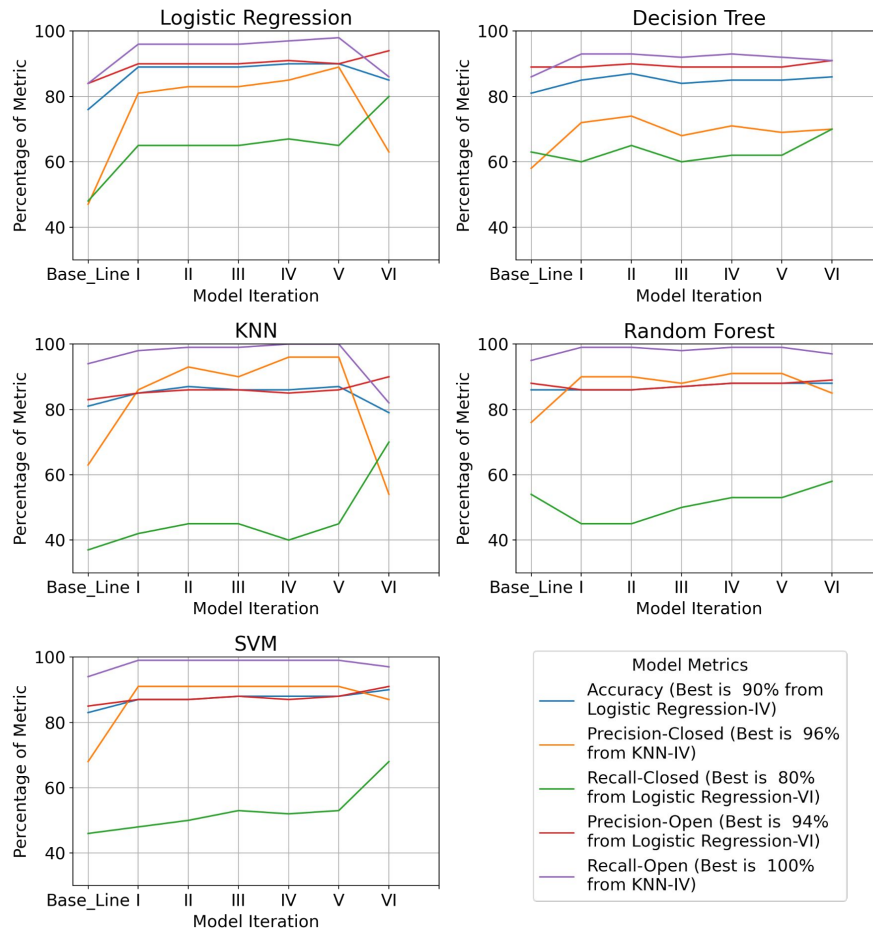 Logistic Regression
Percentage of Metric
100
80
60
40
Base_Line I II III IV V VI
Model Iteration
Decision Tree
Percentage of Metric
100
80
60
40
Base_Line I II III IV V VI
Model Iteration
KNN
Percentage of Metric
100
80
60
40
Base_Line I II III IV V VI
Model Iteration
Random Forest
Percentage of Metric
100
80
60
40
Base_Line I II III IV V VI
Model Iteration
SVM
Percentage of Metric
100
80
60
40
Base_Line I II III IV V VI
Model Iteration
Model Metrics
Accuracy (Best is 90% from
Logistic Regression-IV)
Precision-Closed (Best is 96%
from KNN-IV)
Recall-Closed (Best is 80%
from Logistic Regression-VI)
Precision-Open (Best is 94%
from Logistic Regression-VI)
Recall-Open (Best is 100%
from KNN-IV)